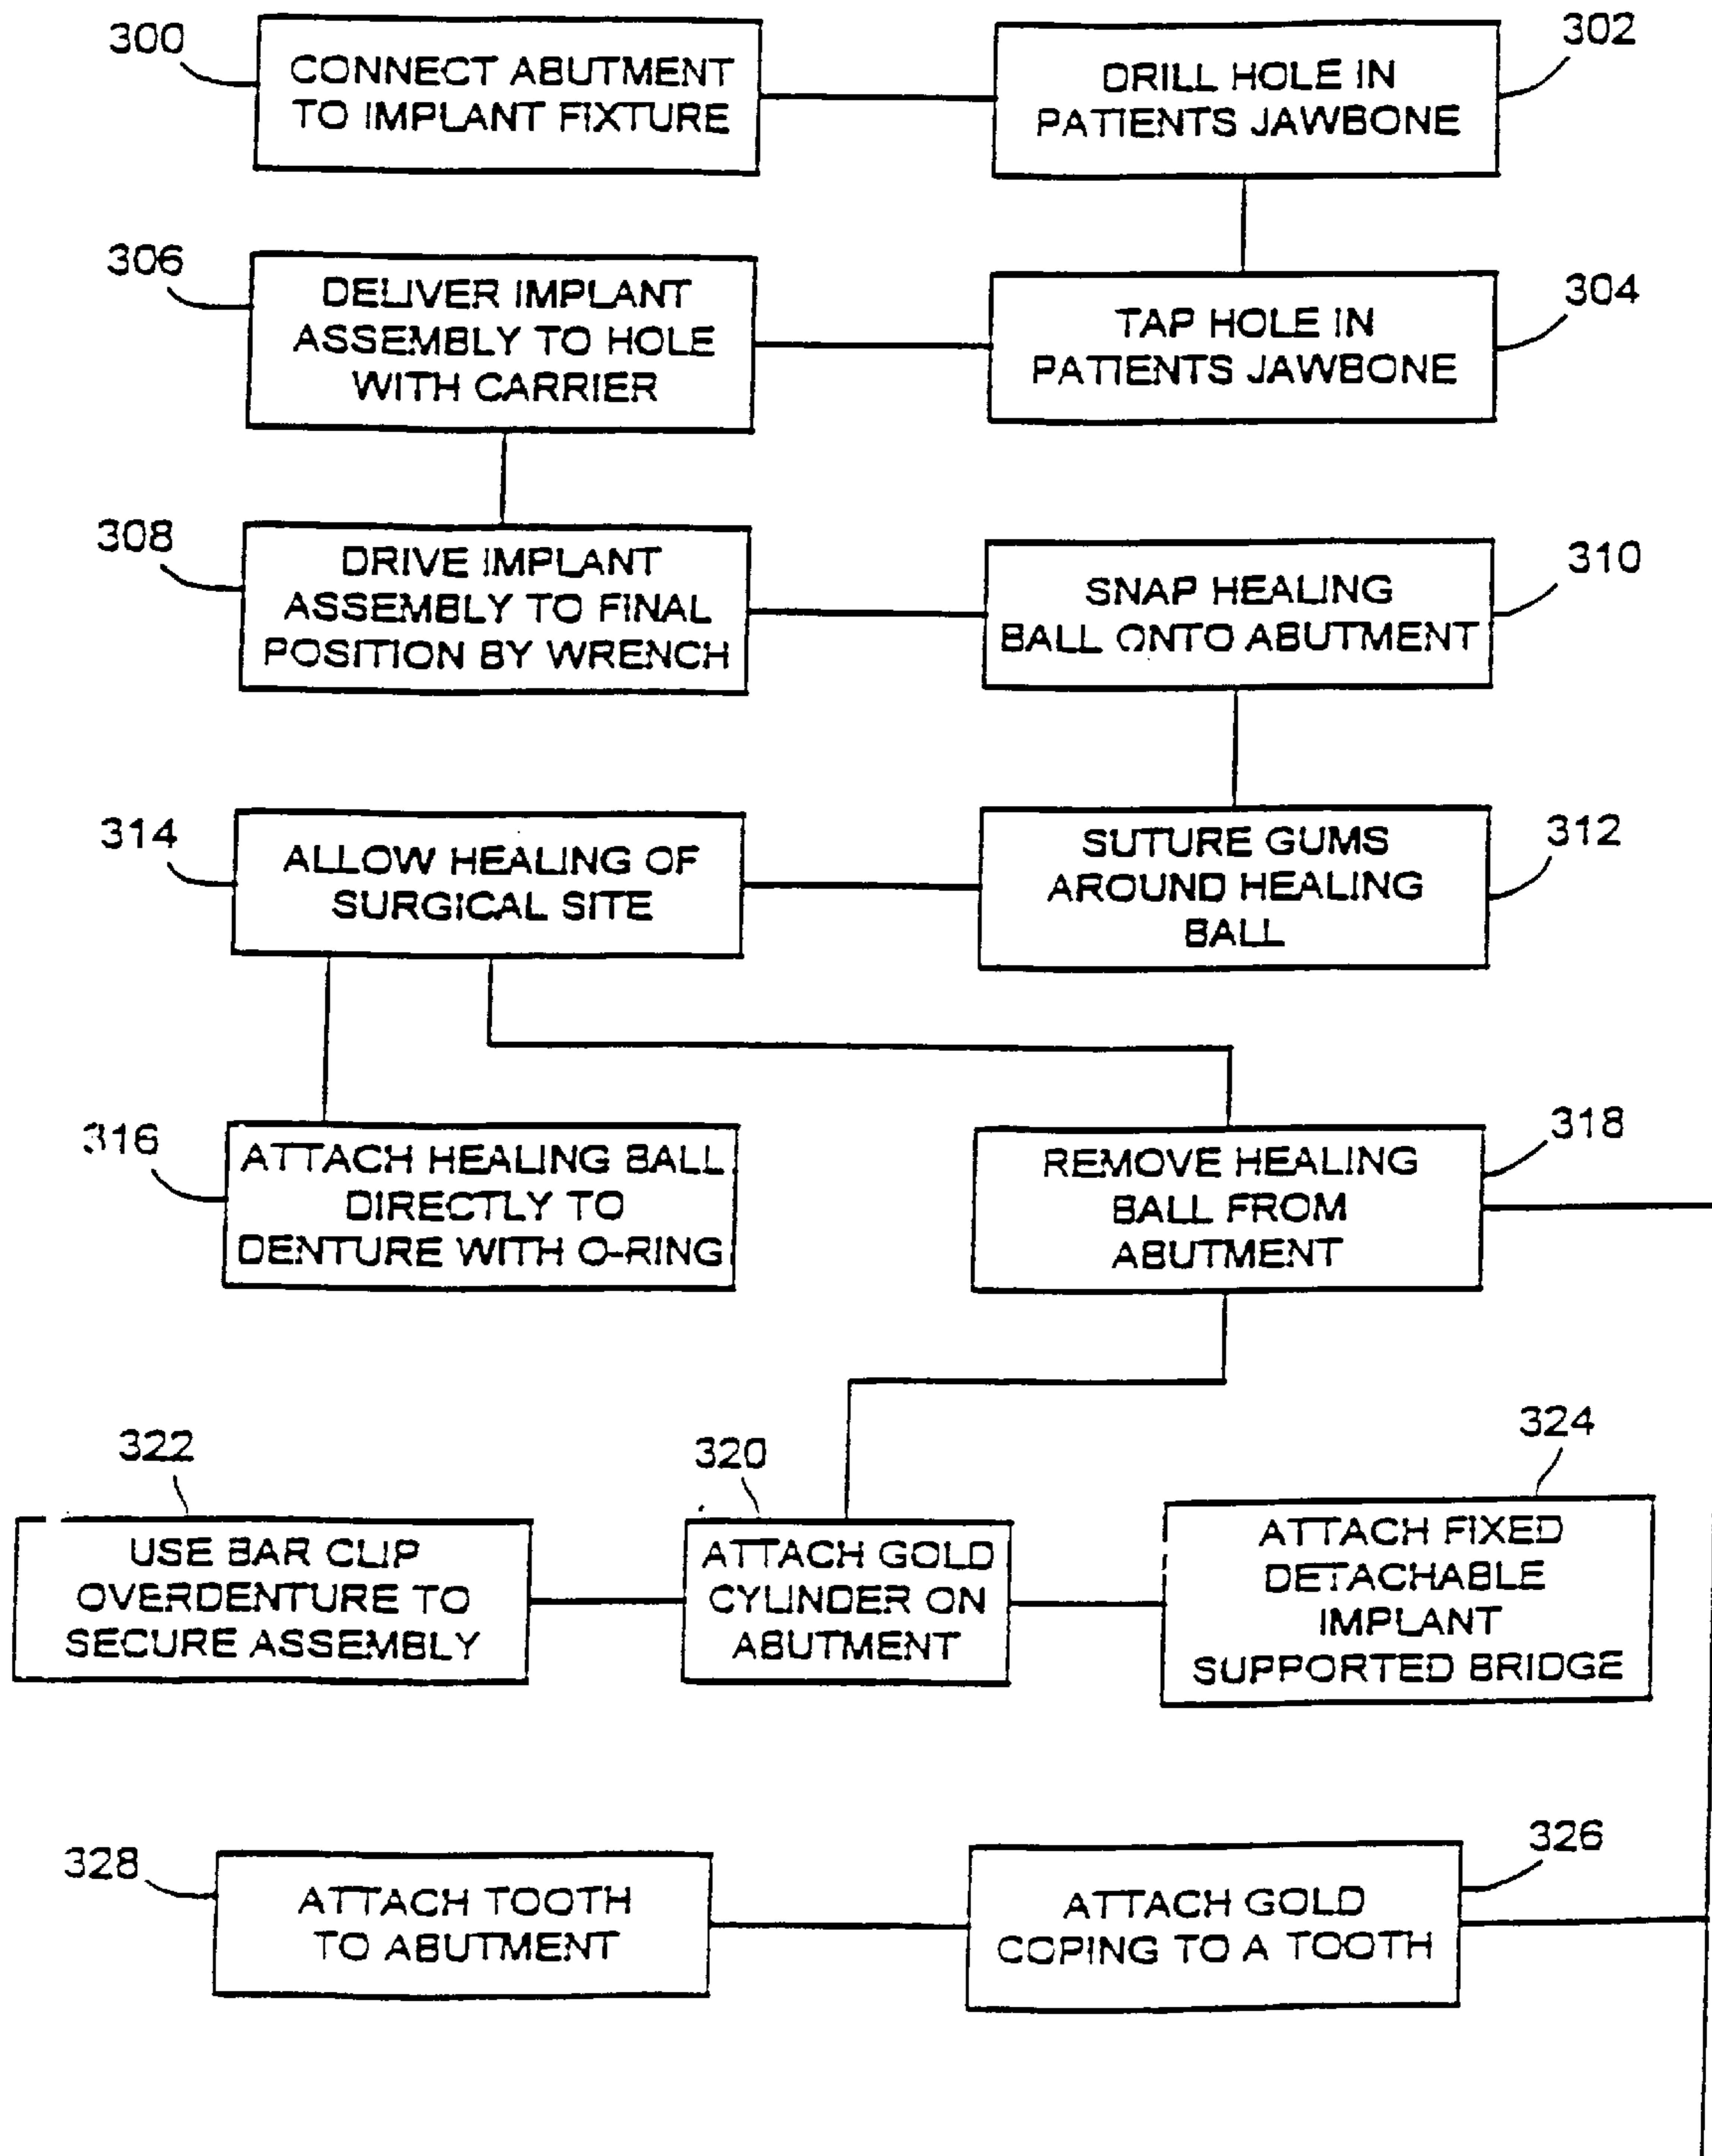 300
CONNECT ABUTMENT
TO IMPLANT FIXTURE
302
DRILL HOLE IN
PATIENTS JAWBONE
306
DELIVER IMPLANT
ASSEMBLY TO HOLE
WITH CARRIER
304
TAP HOLE IN
PATIENTS JAWBONE
308
DRIVE IMPLANT
ASSEMBLY TO FINAL
POSITION BY WRENCH
310
SNAP HEALING
BALL ONTO ABUTMENT
314
ALLOW HEALING OF
SURGICAL SITE
312
SUTURE GUMS
AROUND HEALING
BALL
316
ATTACH HEALING BALL
DIRECTLY TO
DENTURE WITH O-RING
318
REMOVE HEALING
BALL FROM
ABUTMENT
322
USE BAR CLIP
OVERDENTURE TO
SECURE ASSEMBLY
320
ATTACH GOLD
CYLINDER ON
ABUTMENT
324
ATTACH FIXED
DETACHABLE
IMPLANT
SUPPORTED BRIDGE
328
ATTACH TOOTH
TO ABUTMENT
326
ATTACH GOLD
COPING TO A TOOTH